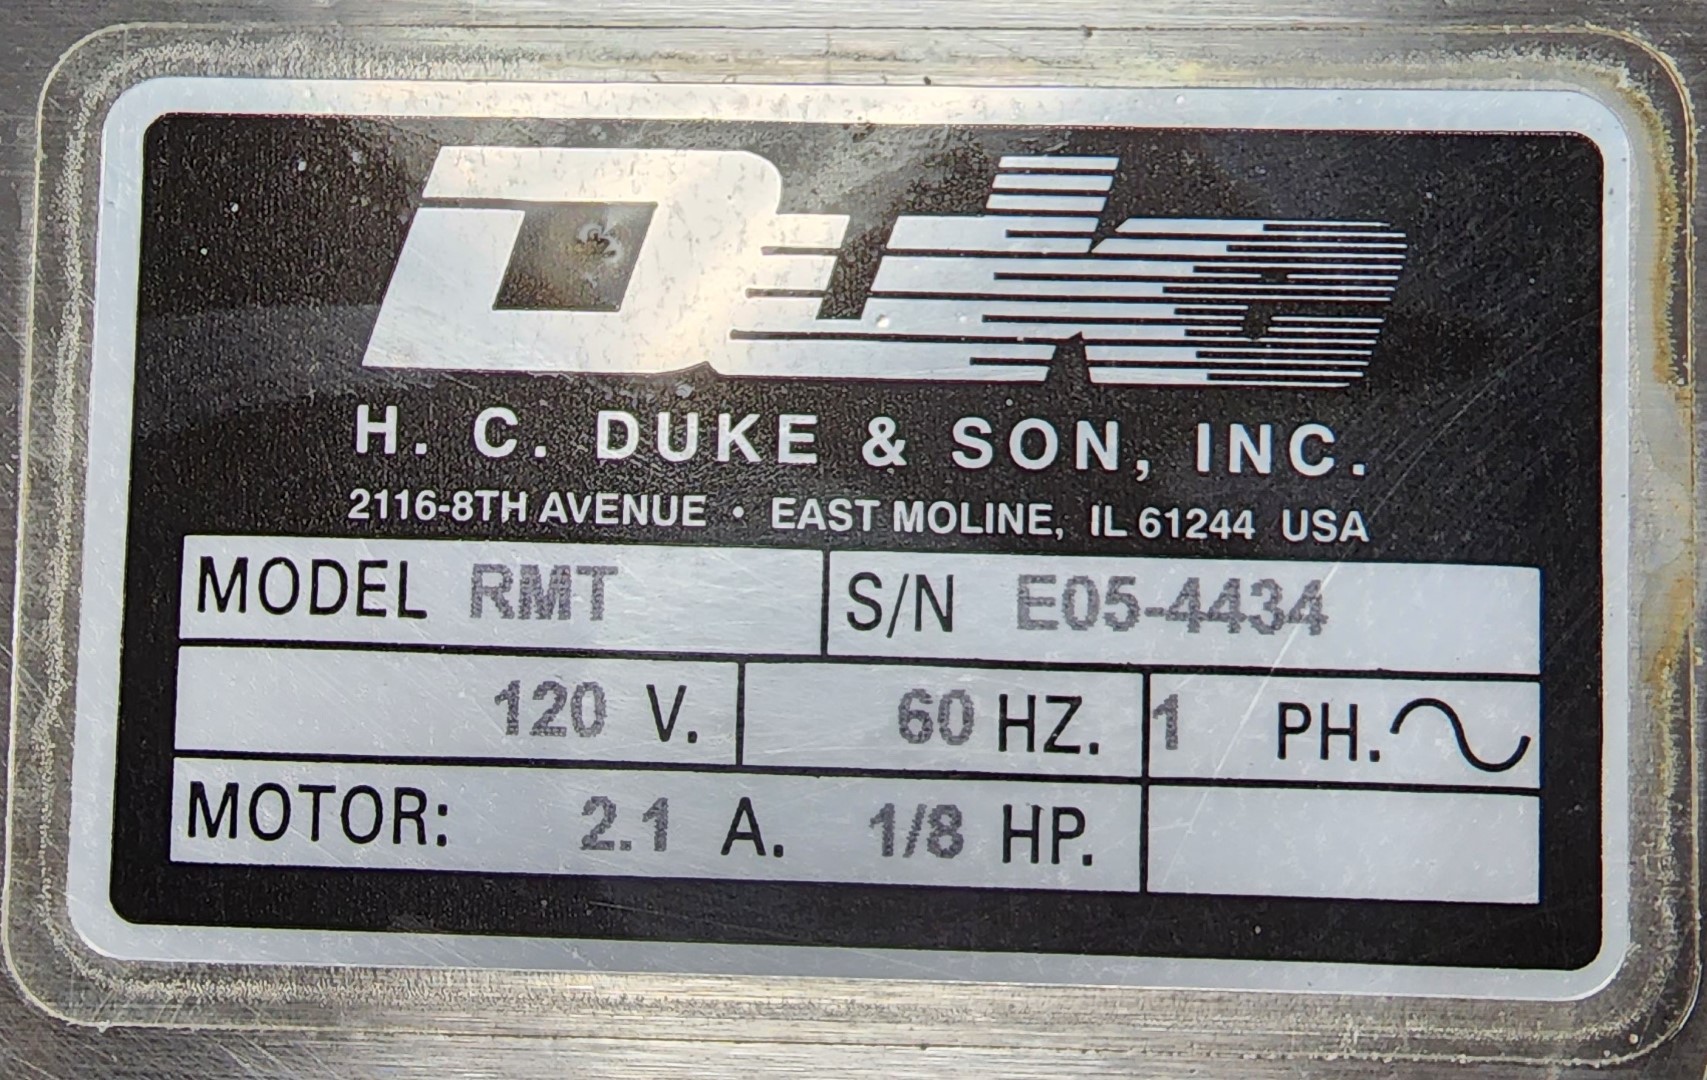 Duke
H. C. DUKE & SON, INC.
2116-8TH AVENUE • EAST MOLINE, IL 61244 USA
MODEL RMT S/N E05-4434
120 V. 60 HZ. 1 PH.
MOTOR: 2.1 A. 1/8 HP.